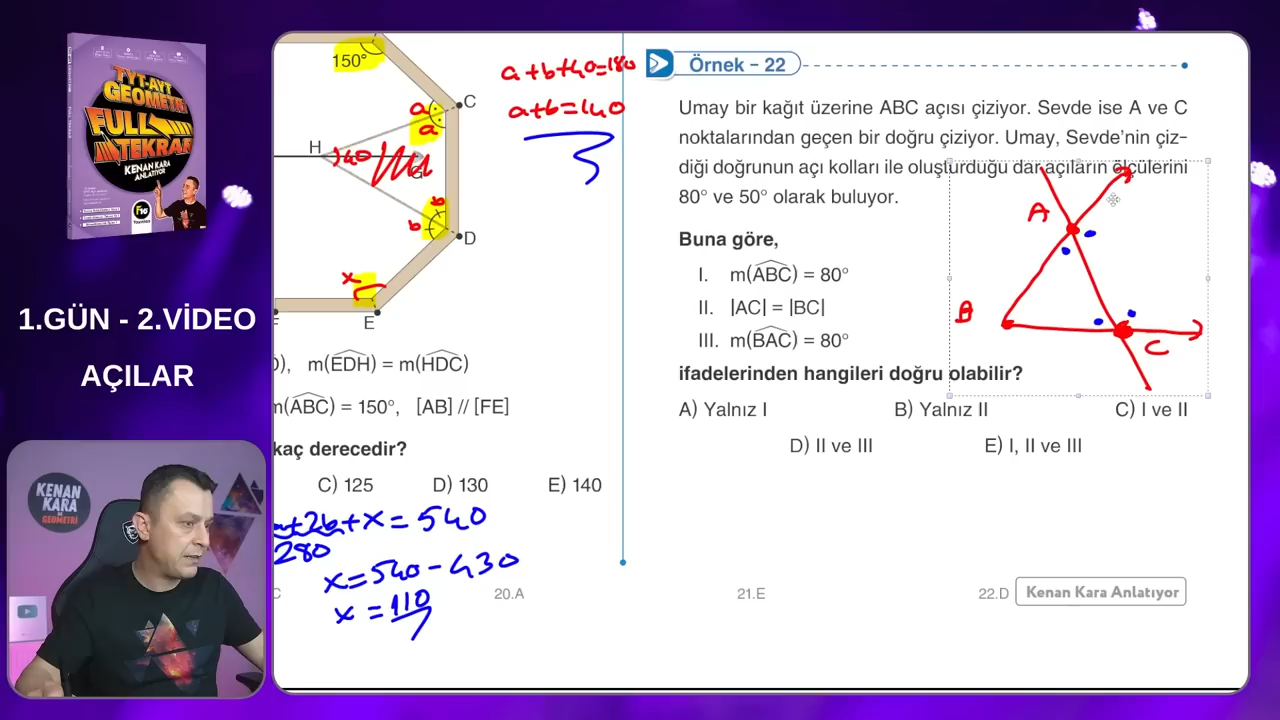 TYT-AYT
GEOMETRİ
FULL
TEKRAR
KENAN KARA
ANLATIYOR
1.GÜN - 2.VİDEO
AÇILAR
KENAN
KARA
GEOMETRİ
150°
C
a
a
H
40
G
b
b
D
x
E
F
a+b+40=180
a+b=140
m(EDH) = m(HDC)
m(ABC) = 150°, [AB] // [FE]
kaç derecedir?
C) 125 D) 130 E) 140
+2b+x=540
280
x=540-430
x=110
20.A
Örnek – 22
Umay bir kağıt üzerine ABC açısı çiziyor. Sevde ise A ve C
noktalarından geçen bir doğru çiziyor. Umay, Sevde’nin çiz-
diği doğrunun açı kolları ile oluşturduğu dar açıların ölçülerini
80° ve 50° olarak buluyor.
Buna göre,
I. m(ABC) = 80°
II. |AC| = |BC|
III. m(BAC) = 80°
ifadelerinden hangileri doğru olabilir?
A) Yalnız I B) Yalnız II C) I ve II
D) II ve III E) I, II ve III
A
B
C
21.E
22.D
Kenan Kara Anlatıyor